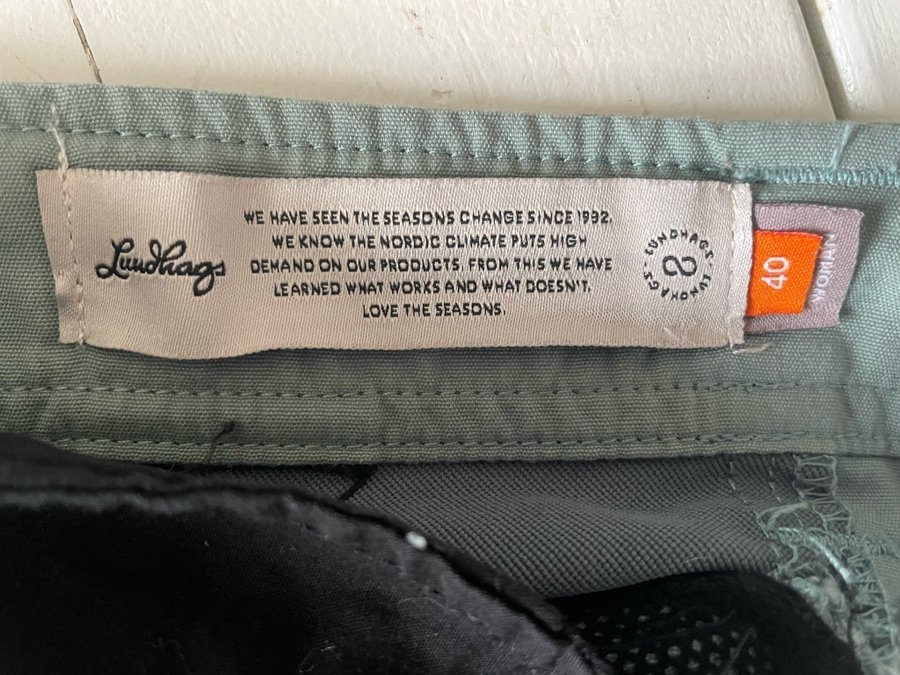 Lundhags
WE HAVE SEEN THE SEASONS CHANGE SINCE 1932.
WE KNOW THE NORDIC CLIMATE PUTS HIGH
DEMAND ON OUR PRODUCTS. FROM THIS WE HAVE
LEARNED WHAT WORKS AND WHAT DOESN'T.
LOVE THE SEASONS.
LUNDHAGS - LUNDHAGS -
40
WOMAN